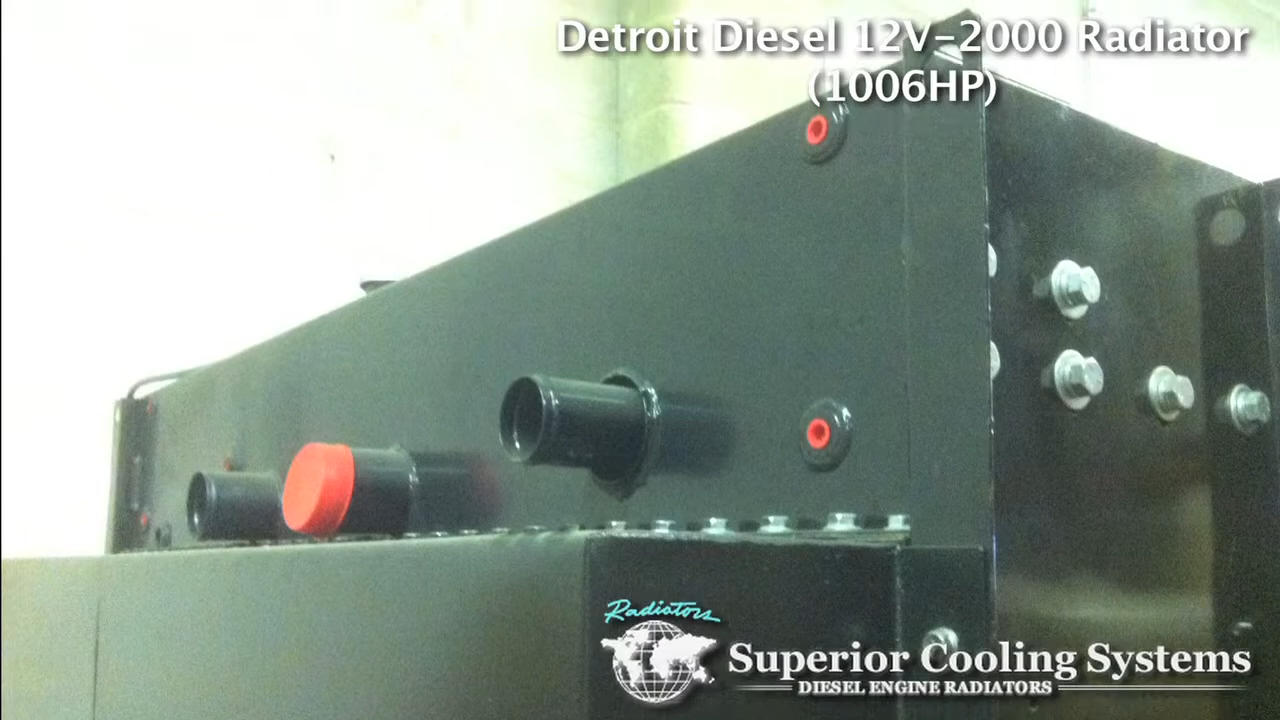 Detroit Diesel 12V-2000 Radiator
(1006HP)
Radiators
Superior Cooling Systems
DIESEL ENGINE RADIATORS